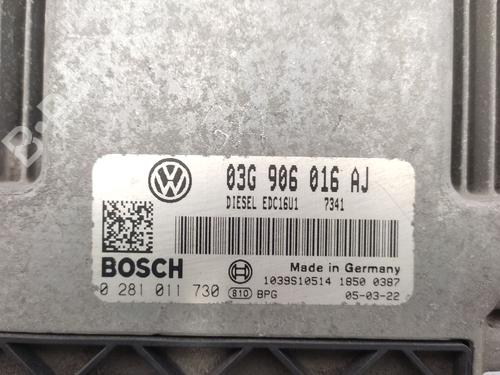 03G 906 016 AJ
DIESEL EDC16U1 7341
BOSCH
Made in Germany
1039S10514 1850 0387
0 281 011 730 810 BPG 05-03-22